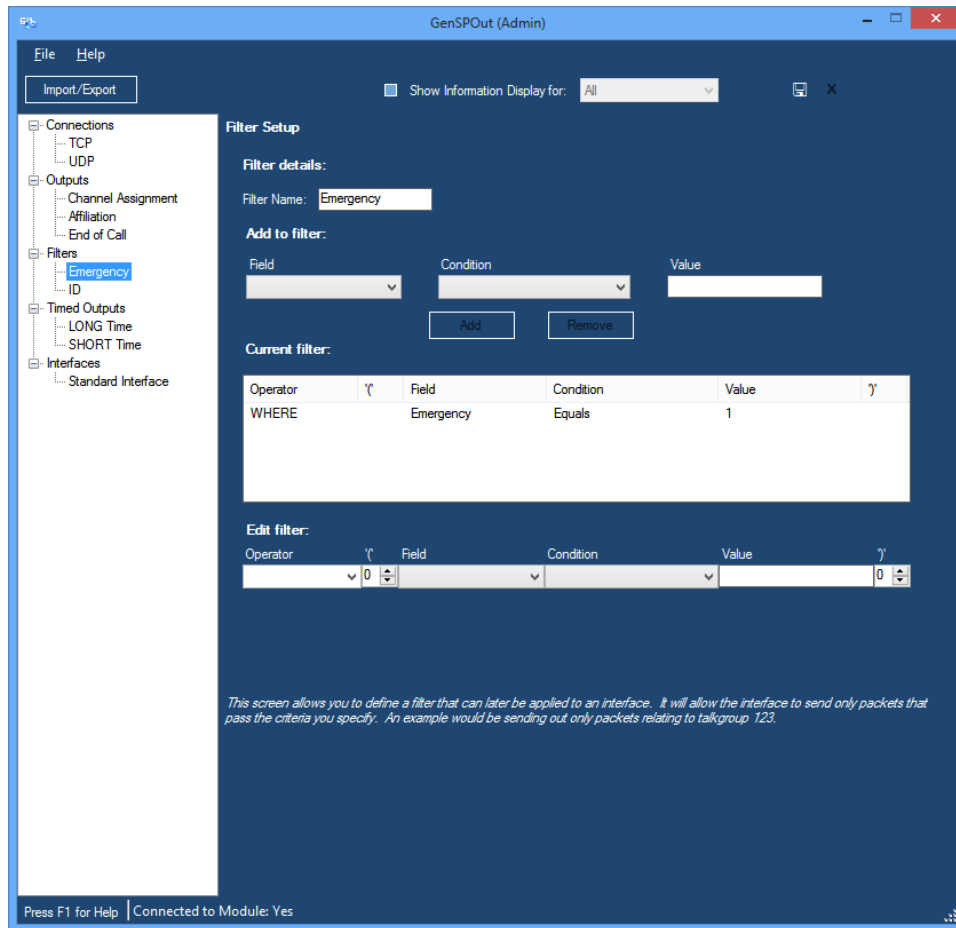 GenSPOut (Admin)
File Help
Import/Export
Show Information Display for: All
X
Connections
TCP
UDP
Outputs
Channel Assignment
Affiliation
End of Call
Filters
Emergency
ID
Timed Outputs
LONG Time
SHORT Time
Interfaces
Standard Interface
Filter Setup
Filter details:
Filter Name: Emergency
Add to filter:
Field Condition Value
Add Remove
Current filter:
Operator '(' Field Condition Value ')'
WHERE Emergency Equals 1
Edit filter:
Operator '(' Field Condition Value ')'
0 0
This screen allows you to define a filter that can later be applied to an interface. It will allow the interface to send only packets that
pass the criteria you specify. An example would be sending out only packets relating to talkgroup 123.
Press F1 for Help Connected to Module: Yes